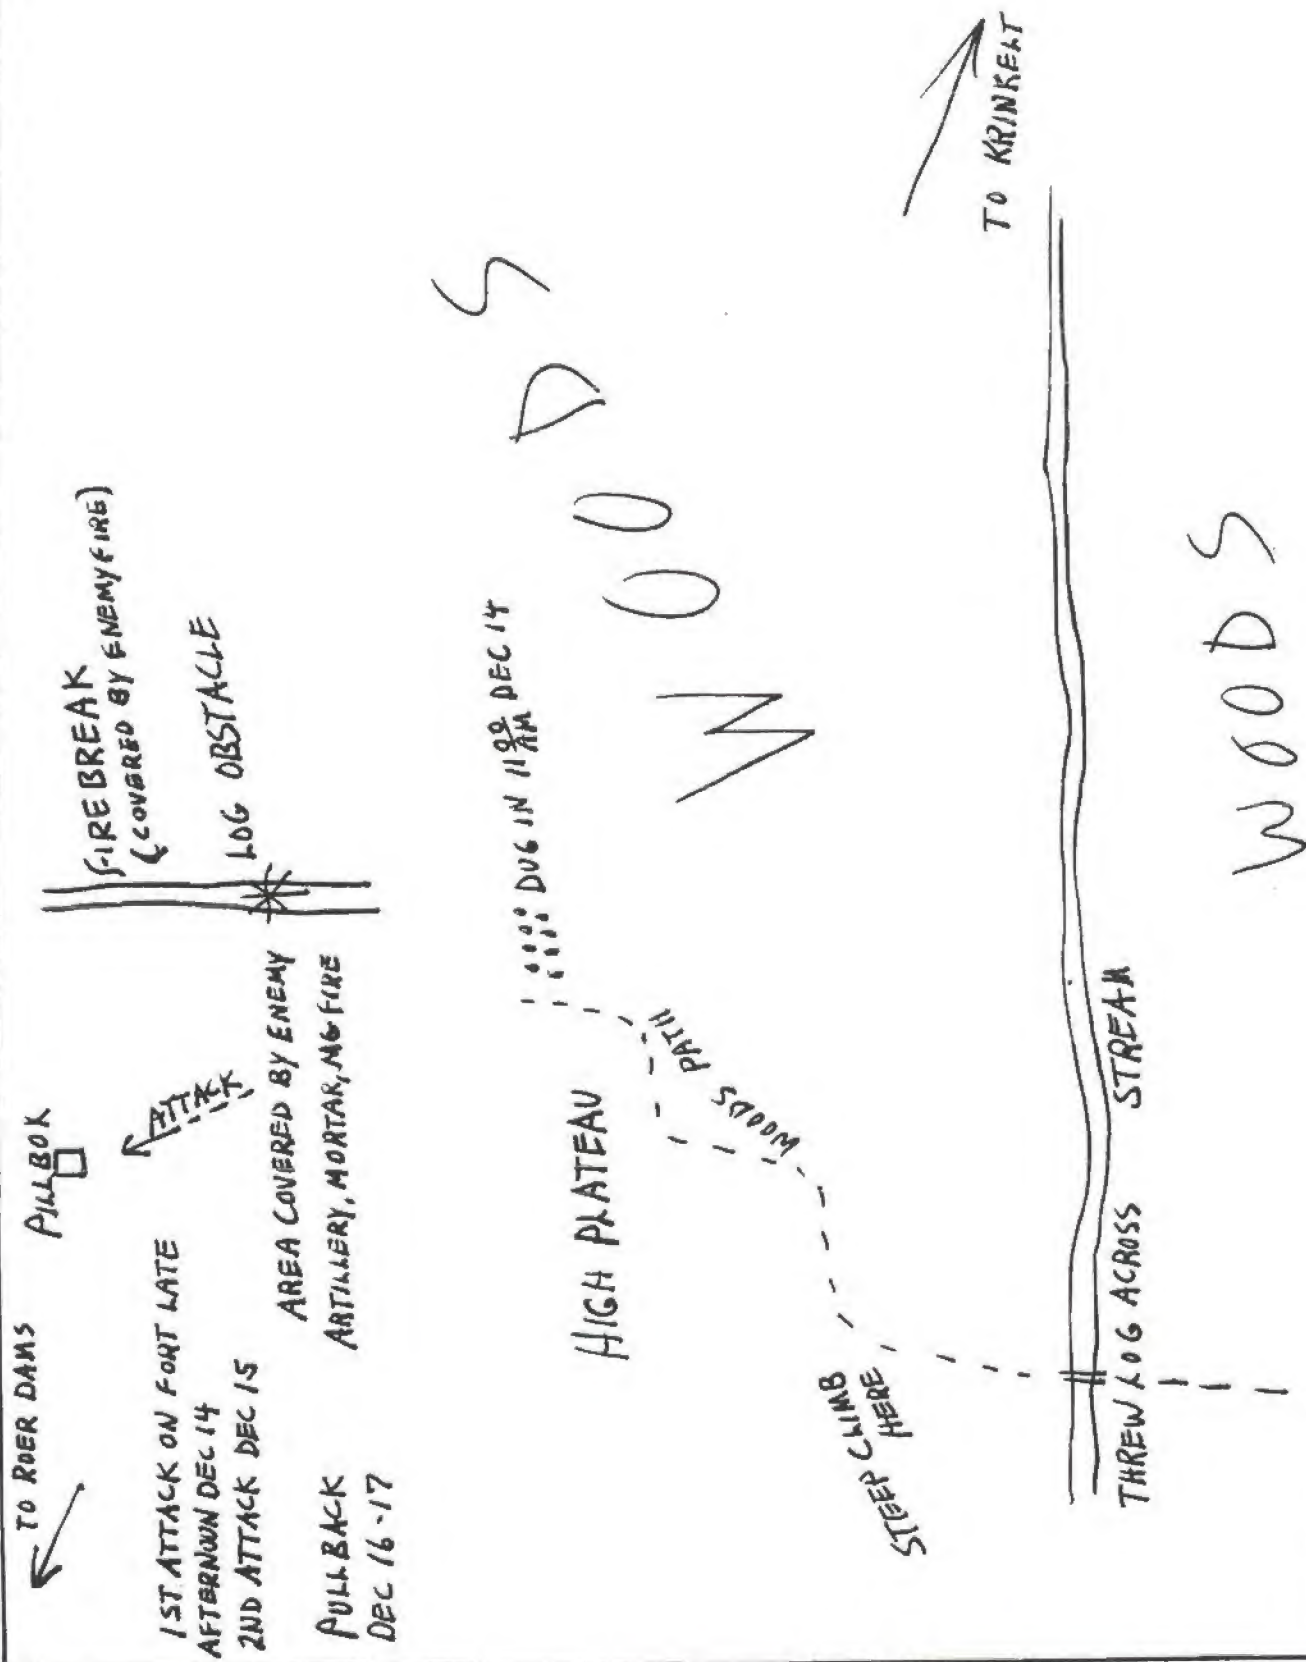 TO ROER DAMS
PILLBOX
FIREBREAK
(COVERED BY ENEMY FIRE)
1ST ATTACK ON FORT LATE
AFTERNOON DEC 14
2ND ATTACK DEC 15
ATTACK
LOG OBSTACLE
AREA COVERED BY ENEMY
ARTILLERY, MORTAR, MG FIRE
PULLBACK
DEC 16-17
DUG IN 11 00 AM DEC 14
HIGH PLATEAU
WOODS PATH
WOODS
STEEP CLIMB
HERE
TO KRINKELT
THREW LOG ACROSS
STREAM
WOODS